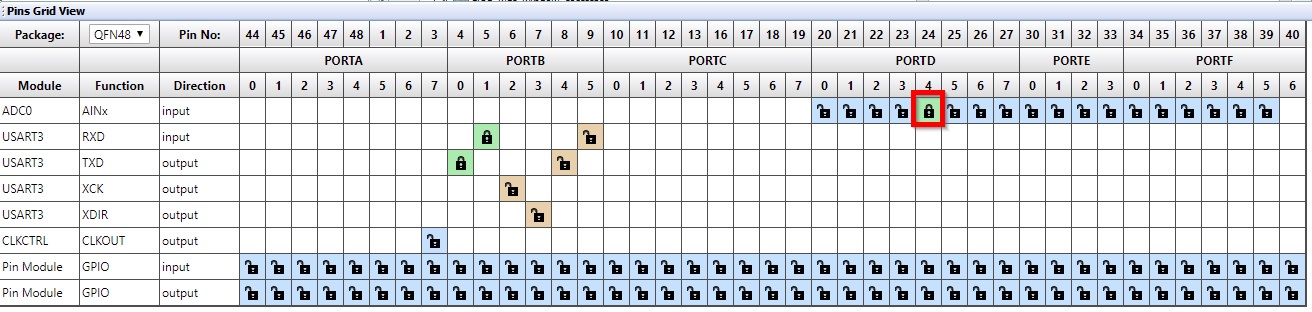 Pins Grid View
Package: QFN48 Pin No: 44 45 46 47 48 1 2 3 4 5 6 7 8 9 10 11 12 13 16 17 18 19 20 21 22 23 24 25 26 27 30 31 32 33 34 35 36 37 38 39 40
PORTA PORTB PORTC PORTD PORTE PORTF
Module Function Direction 0 1 2 3 4 5 6 7 0 1 2 3 4 5 0 1 2 3 4 5 6 7 0 1 2 3 4 5 6 7 0 1 2 3 0 1 2 3 4 5 6
ADC0 AINx input
USART3 RXD input
USART3 TXD output
USART3 XCK output
USART3 XDIR output
CLKCTRL CLKOUT output
Pin Module GPIO input
Pin Module GPIO output